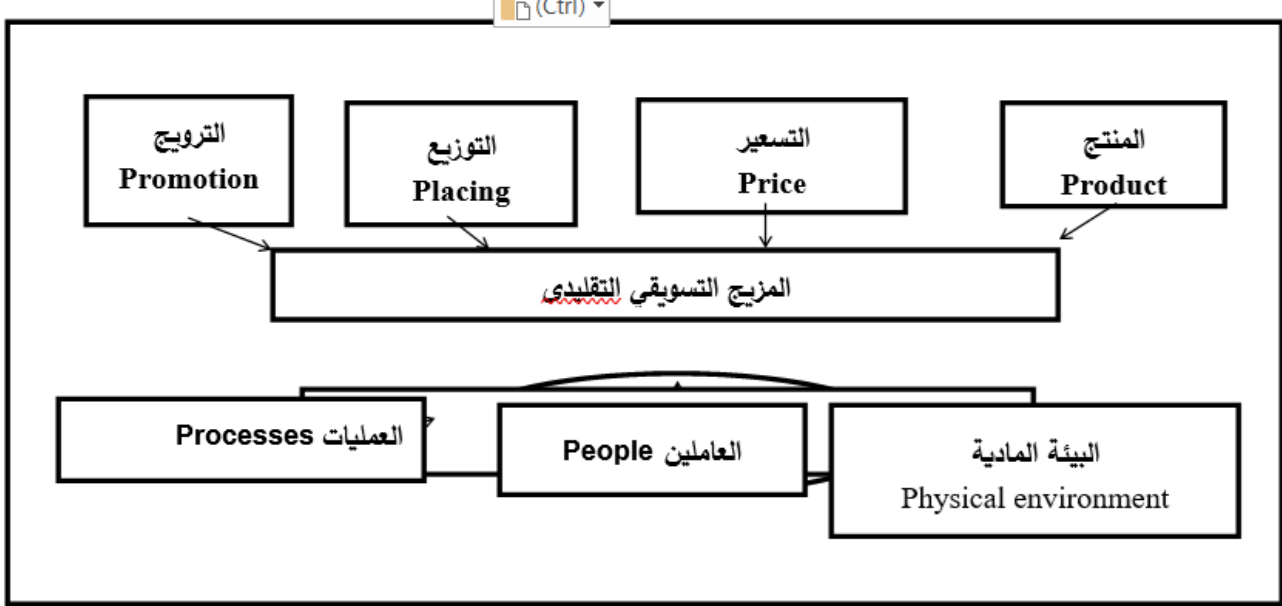 (Ctrl)
المنتج
Product
التسعير
Price
التوزيع
Placing
الترويج
Promotion
المزيج التسويقي التقليدى
البيئة المادية
Physical environment
العاملين People
العمليات Processes